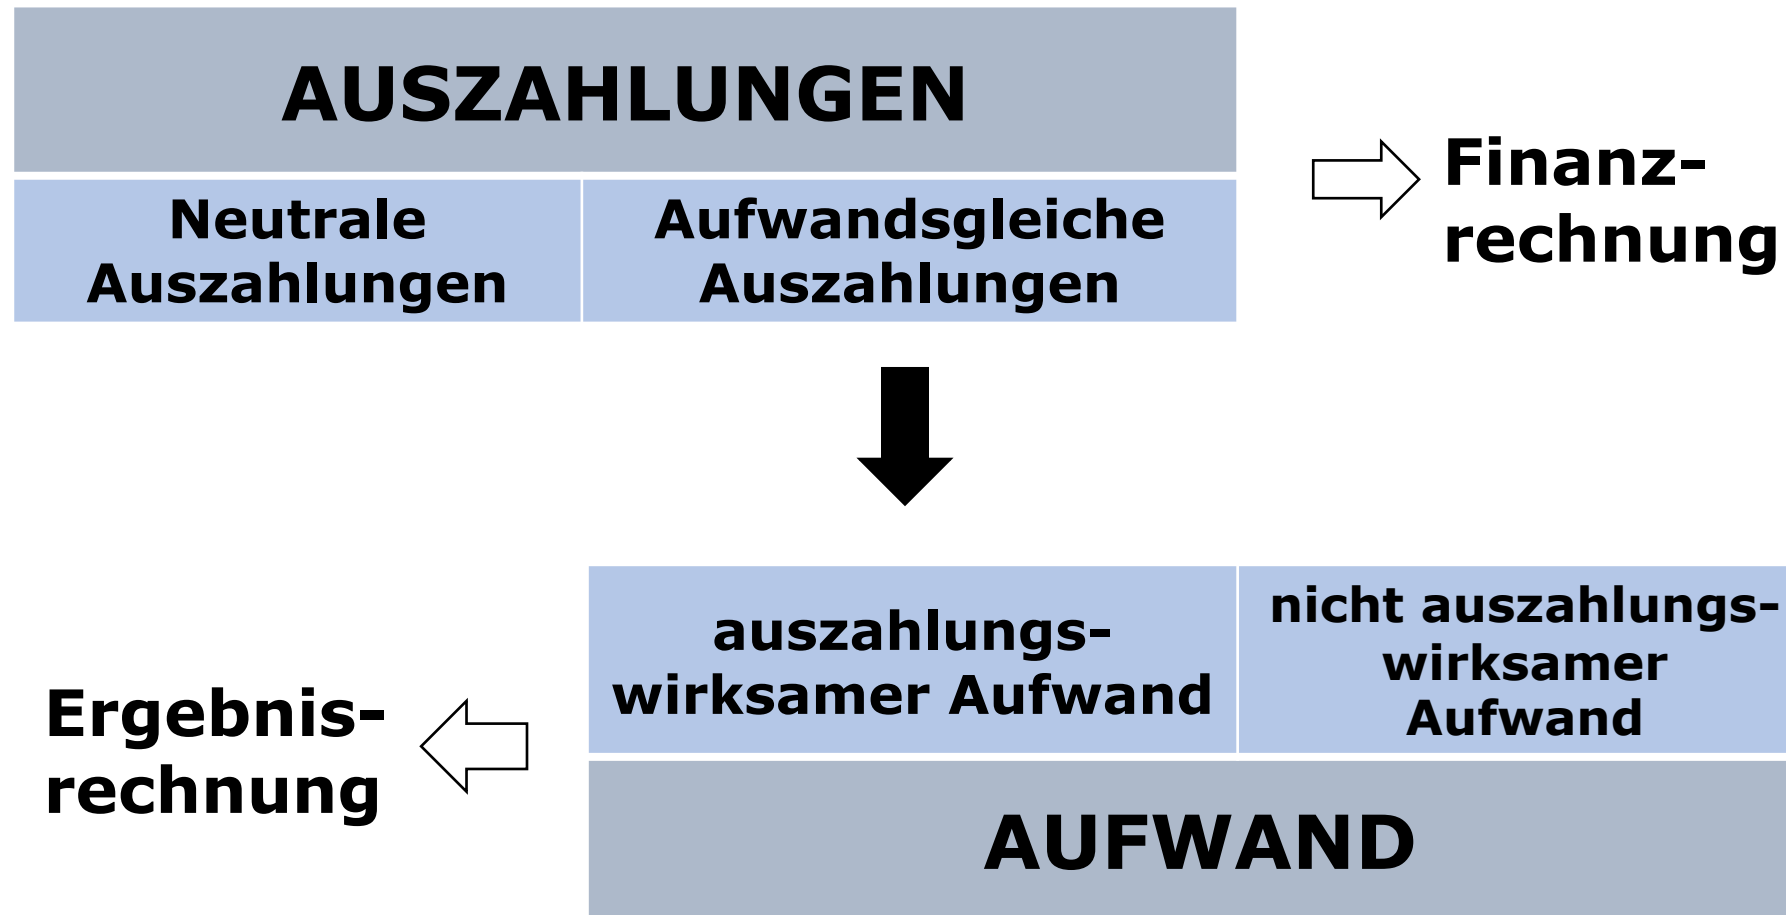 AUSZAHLUNGEN
Neutrale
Auszahlungen
Aufwandsgleiche
Auszahlungen
Finanz-
rechnung
auszahlungs-
wirksamer Aufwand
nicht auszahlungs-
wirksamer
Aufwand
Ergebnis-
rechnung
AUFWAND